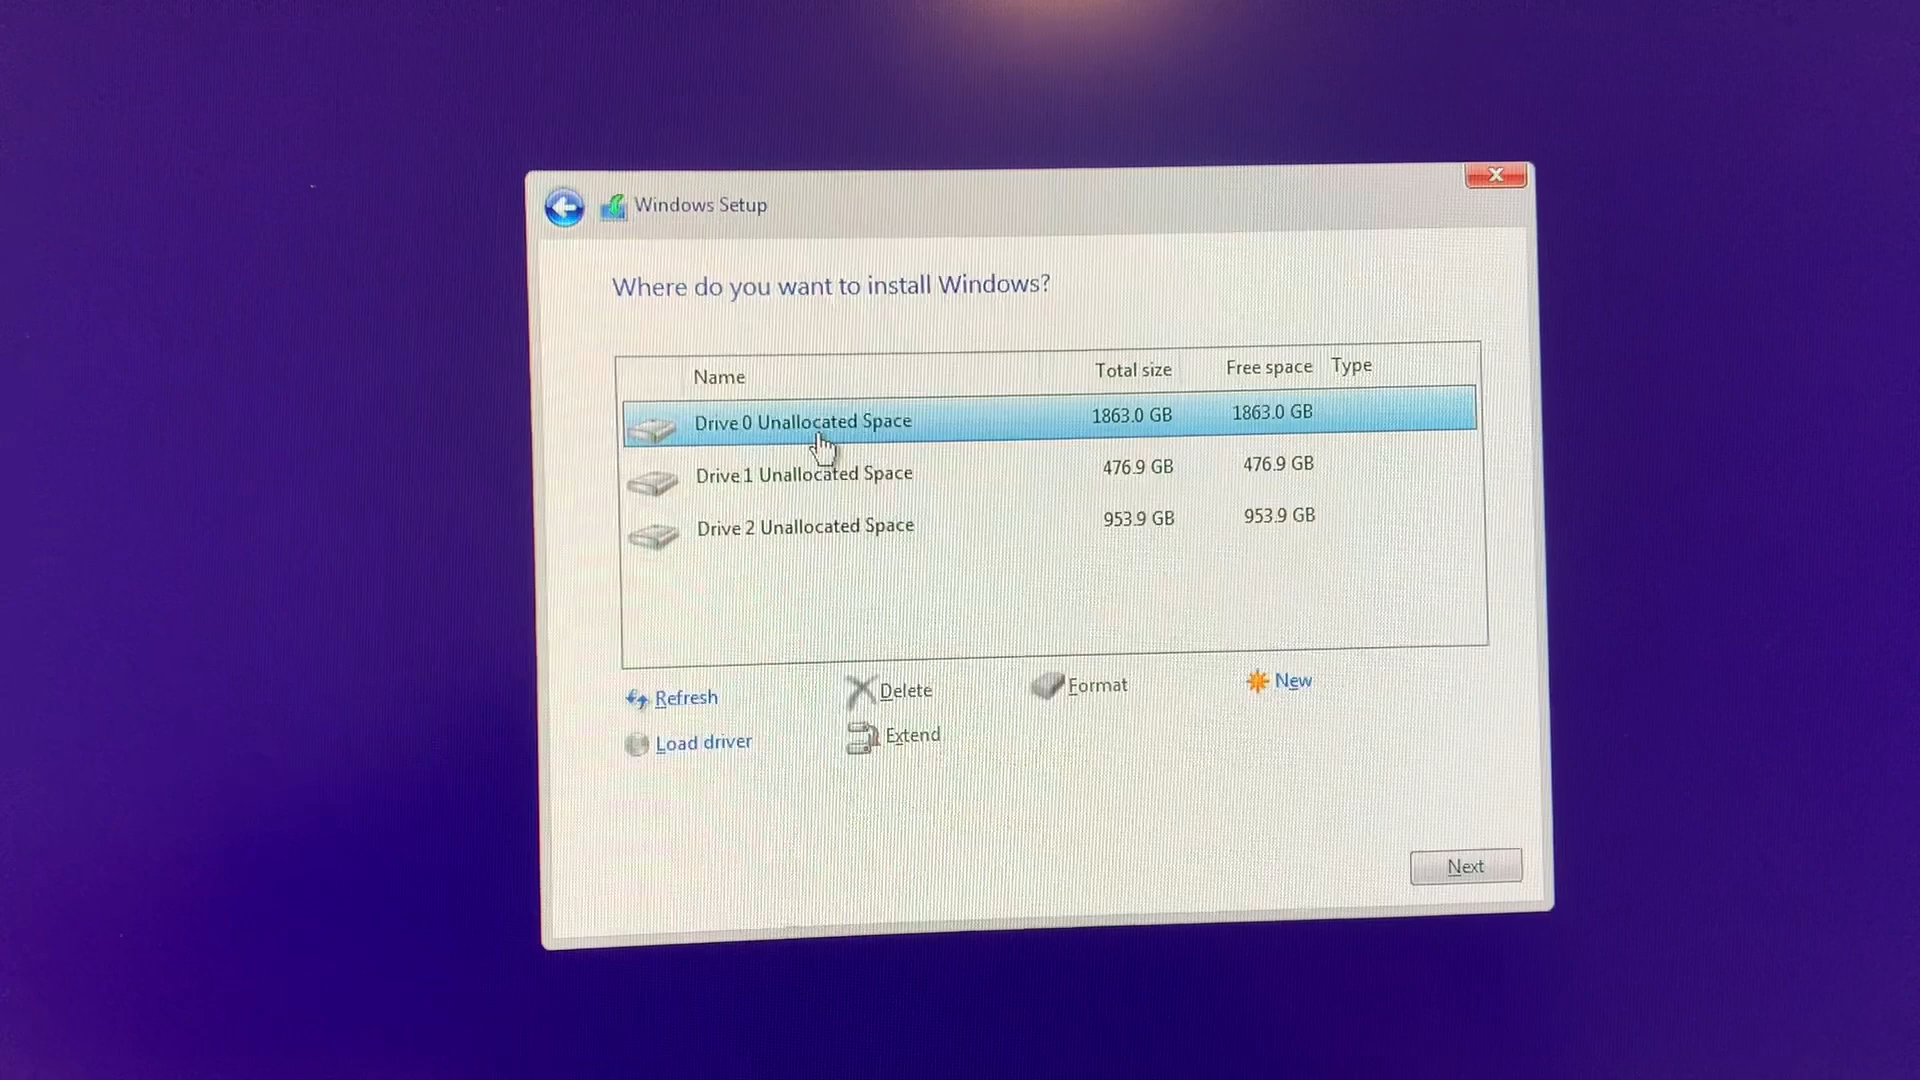 Windows Setup
X
Where do you want to install Windows?
Name Total size Free space Type
Drive 0 Unallocated Space 1863.0 GB 1863.0 GB
Drive 1 Unallocated Space 476.9 GB 476.9 GB
Drive 2 Unallocated Space 953.9 GB 953.9 GB
Refresh Delete Format New
Load driver Extend
Next